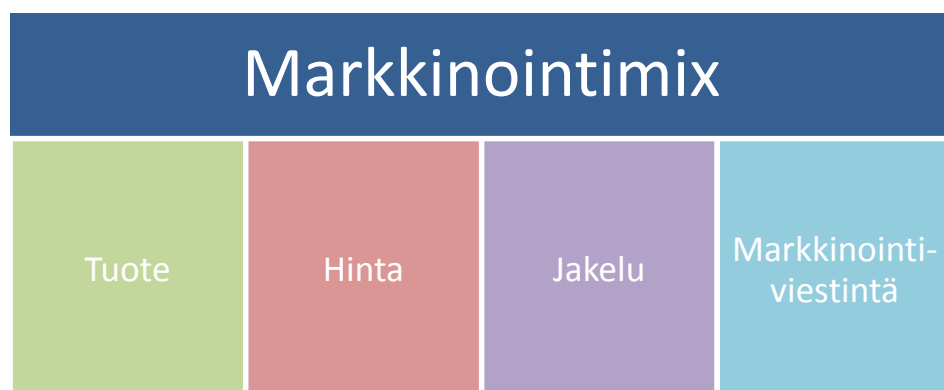 Markkinointimix
Tuote
Hinta
Jakelu
Markkinointi-
viestintä